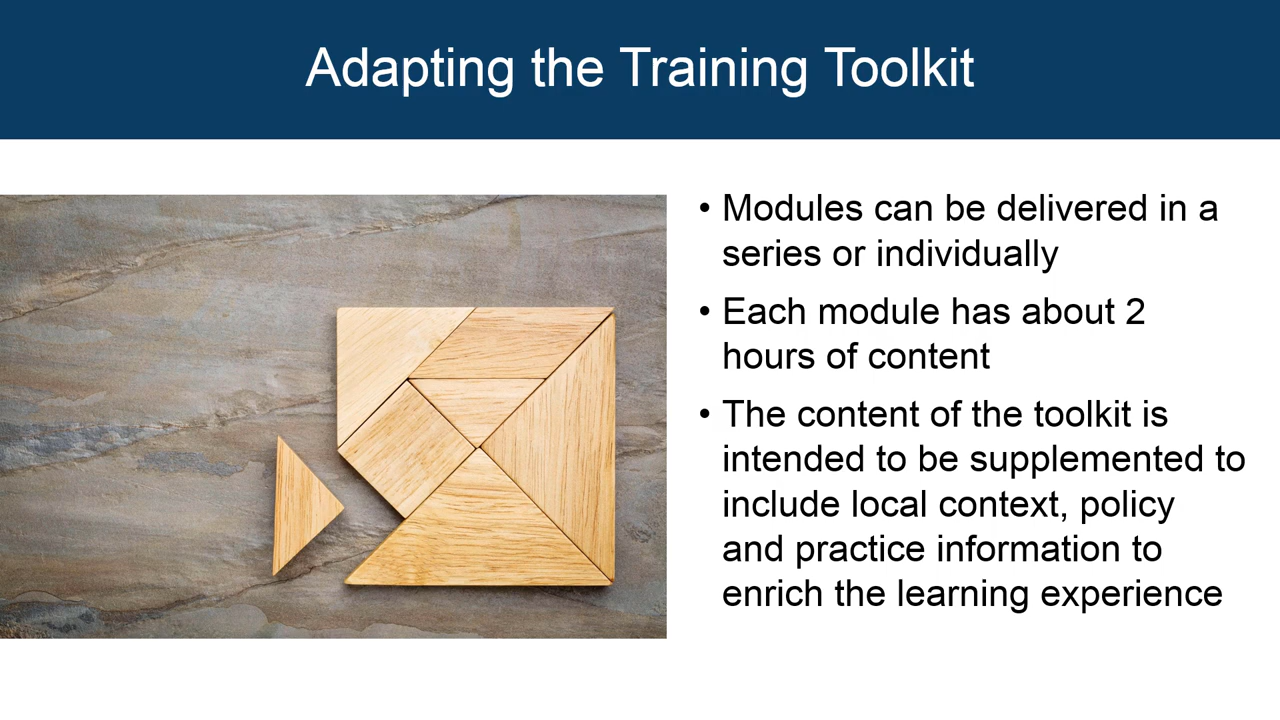 Adapting the Training Toolkit
• Modules can be delivered in a
series or individually
• Each module has about 2
hours of content
• The content of the toolkit is
intended to be supplemented to
include local context, policy
and practice information to
enrich the learning experience